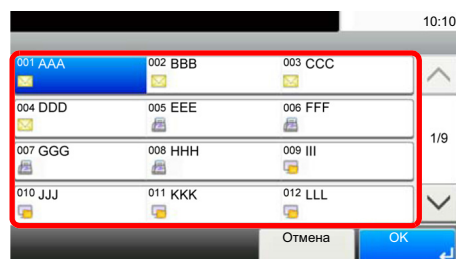 10:10
001 AAA 002 BBB 003 CCC
004 DDD 005 EEE 006 FFF
1/9
007 GGG 008 HHH 009 III
010 JJJ 011 KKK 012 LLL
Отмена OK